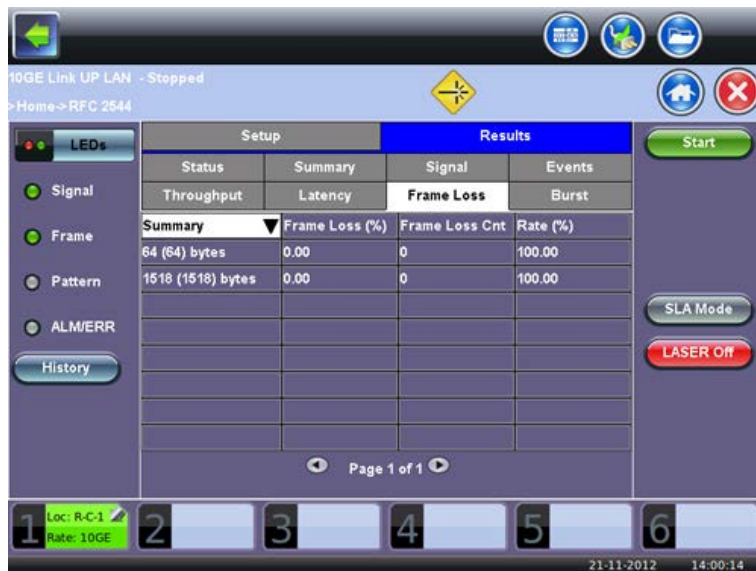 10GE Link UP LAN - Stopped
>Home->RFC 2544
LEDs
Signal
Frame
Pattern
ALM/ERR
History
Setup Results
Status Summary Signal Events
Throughput Latency Frame Loss Burst
Summary Frame Loss (%) Frame Loss Cnt Rate (%)
64 (64) bytes 0.00 0 100.00
1518 (1518) bytes 0.00 0 100.00
Page 1 of 1
Start
SLA Mode
LASER Off
1 Loc: R-C-1
Rate: 10GE
2
3
4
5
6
21-11-2012 14:00:14